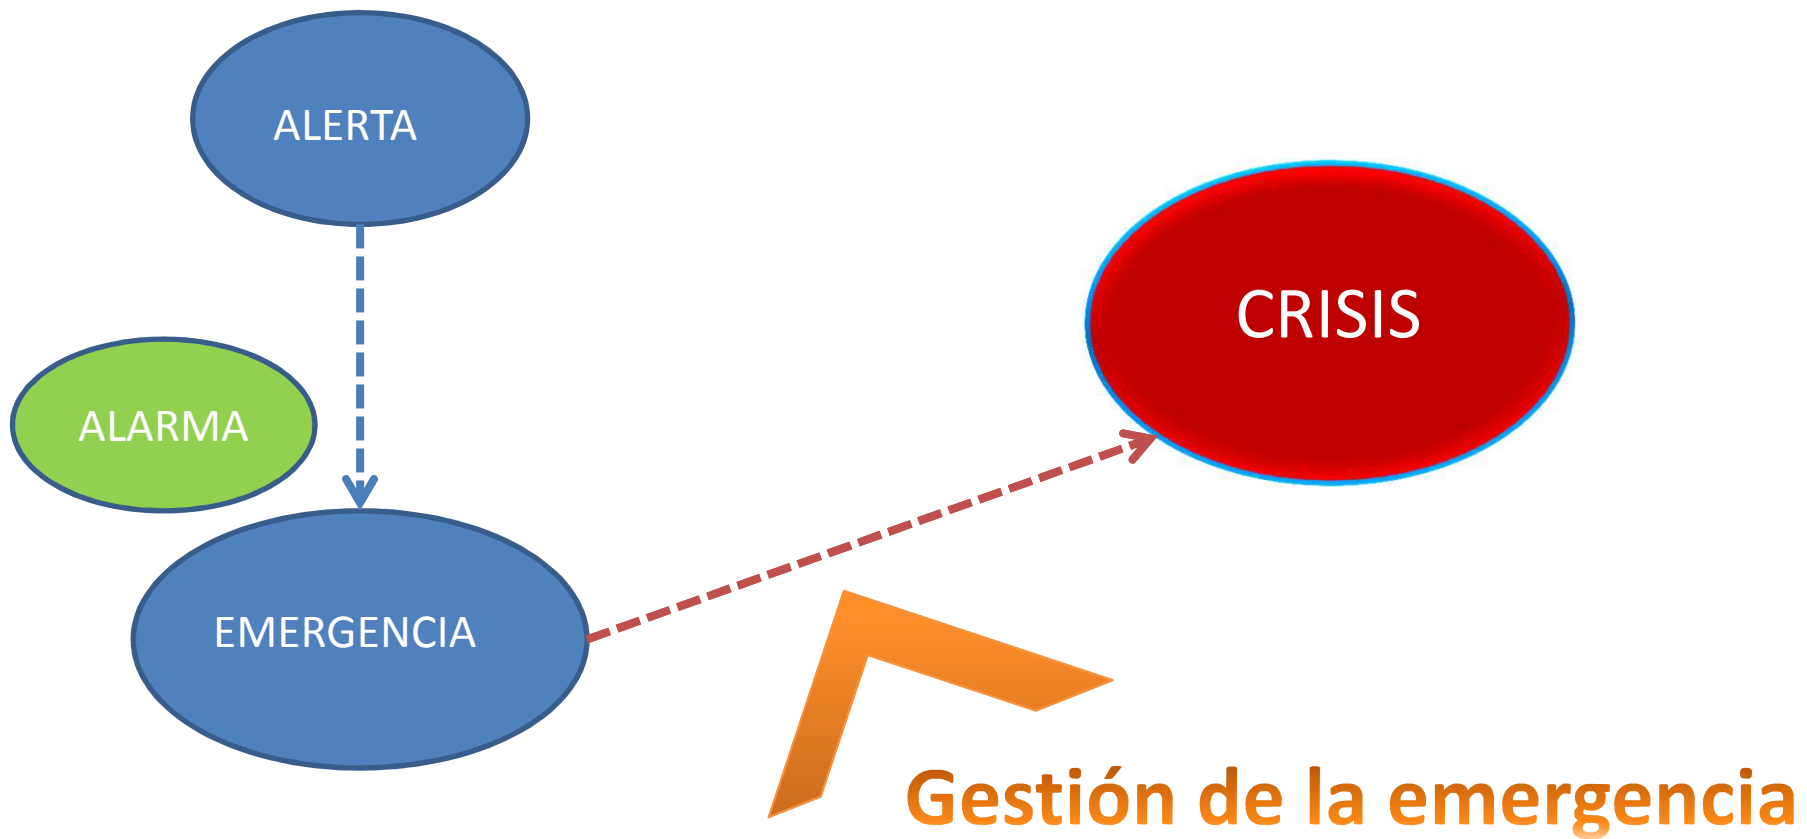 ALERTA
CRISIS
ALARMA
EMERGENCIA
Gestión de la emergencia